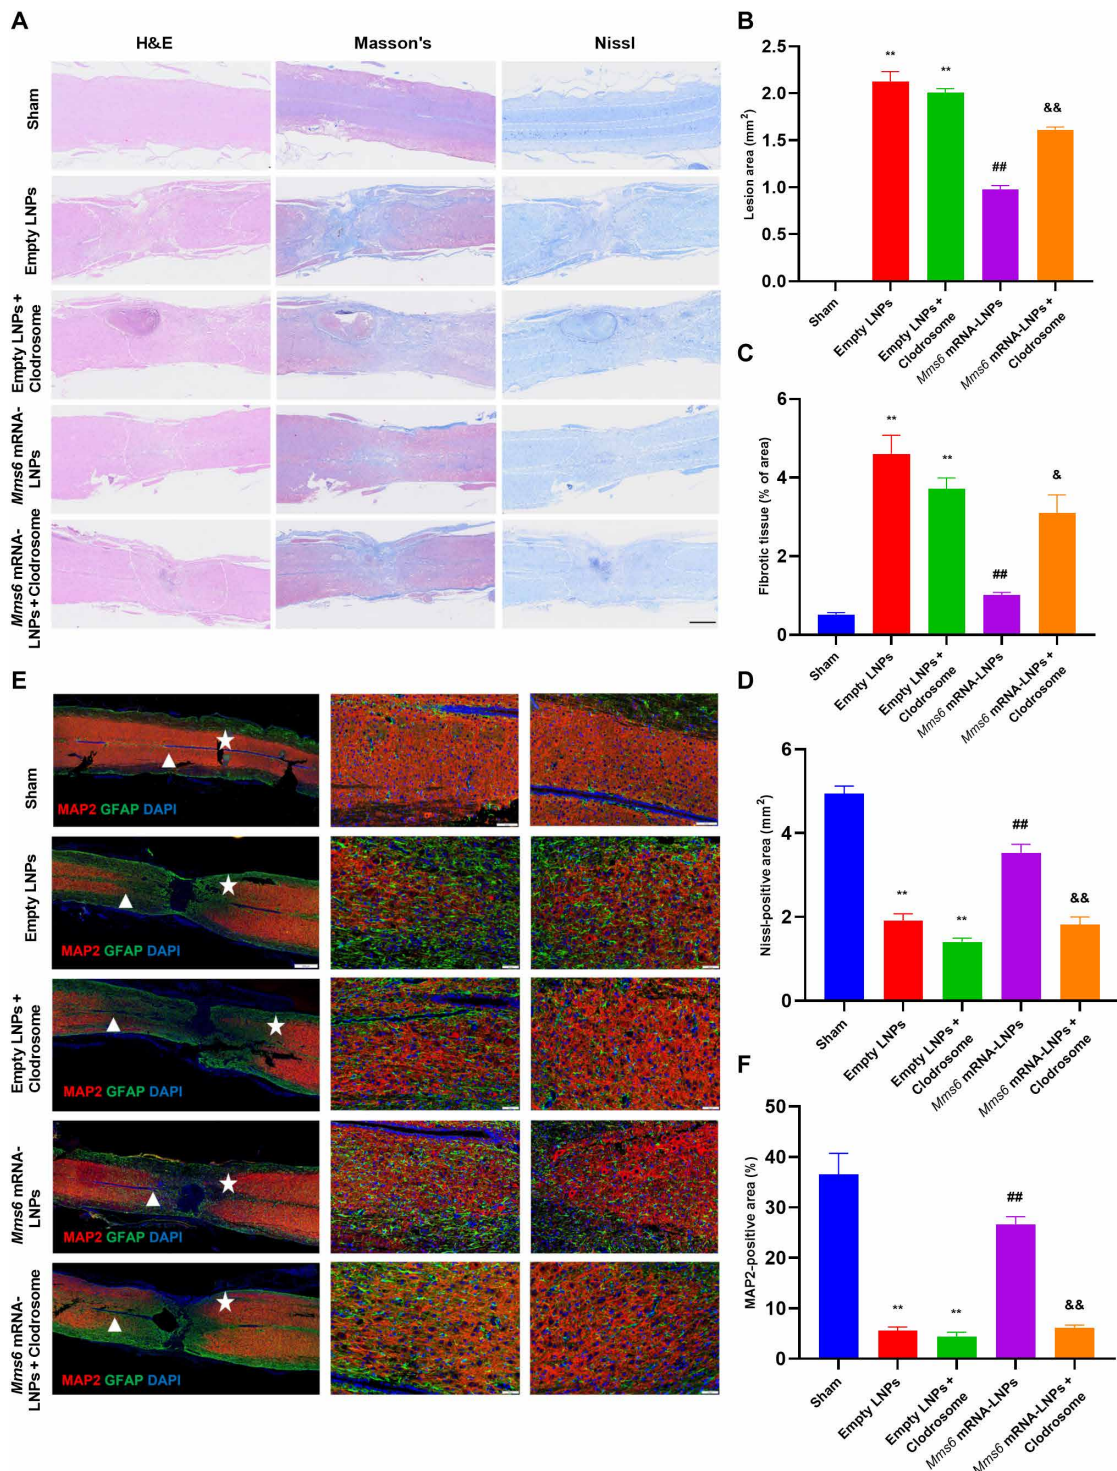 A
H&E
Masson's
Nissl
Sham
Empty LNPs
Empty LNPs +
Clodrosome
Mms6 mRNA-
LNPs
Mms6 mRNA-
LNPs + Clodrosome
B
2.5
2.0
1.5
1.0
0.5
0.0
Lesion area (mm²)
**
**
##
&&
Sham
Empty LNPs
Empty LNPs +
Clodrosome
Mms6 mRNA-LNPs
Mms6 mRNA-LNPs +
Clodrosome
C
6
4
2
0
Fibrotic tissue (% of area)
**
**
##
&
Sham
Empty LNPs
Empty LNPs +
Clodrosome
Mms6 mRNA-LNPs
Mms6 mRNA-LNPs +
Clodrosome
D
6
4
2
0
Nissl-positive area (mm²)
**
**
##
&&
Sham
Empty LNPs
Empty LNPs +
Clodrosome
Mms6 mRNA-LNPs
Mms6 mRNA-LNPs +
Clodrosome
E
Sham
MAP2 GFAP DAPI
Empty LNPs
MAP2 GFAP DAPI
Empty LNPs +
Clodrosome
MAP2 GFAP DAPI
Mms6 mRNA-
LNPs
MAP2 GFAP DAPI
Mms6 mRNA-
LNPs + Clodrosome
MAP2 GFAP DAPI
F
50
40
30
20
10
0
MAP2-positive area (%)
**
**
##
&&
Sham
Empty LNPs
Empty LNPs +
Clodrosome
Mms6 mRNA-LNPs
Mms6 mRNA-LNPs +
Clodrosome